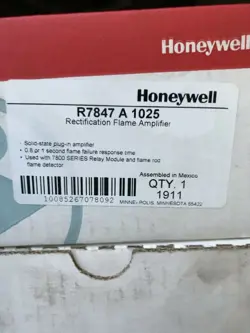 Honeywell
Honeywell
R7847 A 1025
Rectification Flame Amplifier
• Solid-state plug-in amplifier
• 0.8 or 1 second flame failure response time
• Used with 7800 SERIES Relay Module and flame rod
flame detector
Assembled in Mexico
QTY. 1
1911
10085267078092
MINNEAPOLIS, MINNESOTA 55422